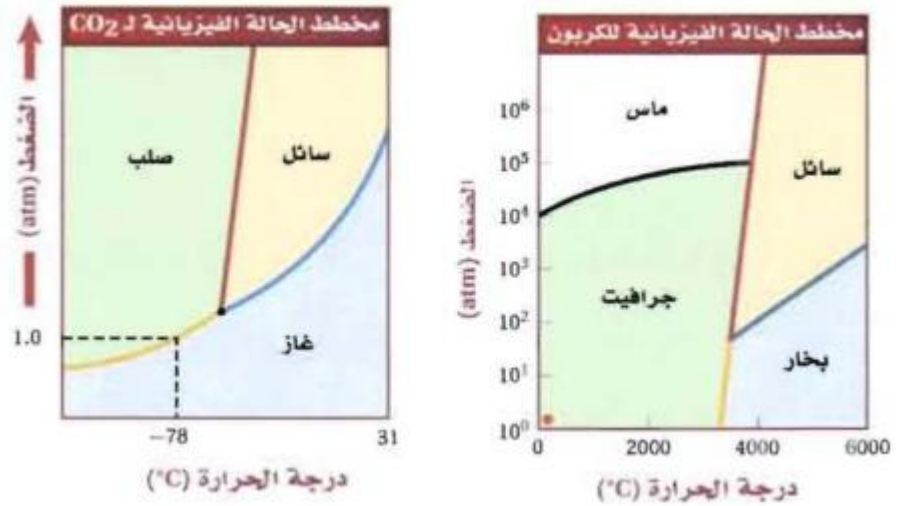 مخطط الحالة الفيزيائية لـ CO2
الضغط (atm)
صلب
سائل
غاز
1.0
−78
31
درجة الحرارة (°C)
مخطط الحالة الفيزيائية للكربون
الضغط (atm)
10⁶
10⁵
10⁴
10³
10²
10¹
10⁰
ماس
سائل
جرافيت
بخار
0
2000
4000
6000
درجة الحرارة (°C)